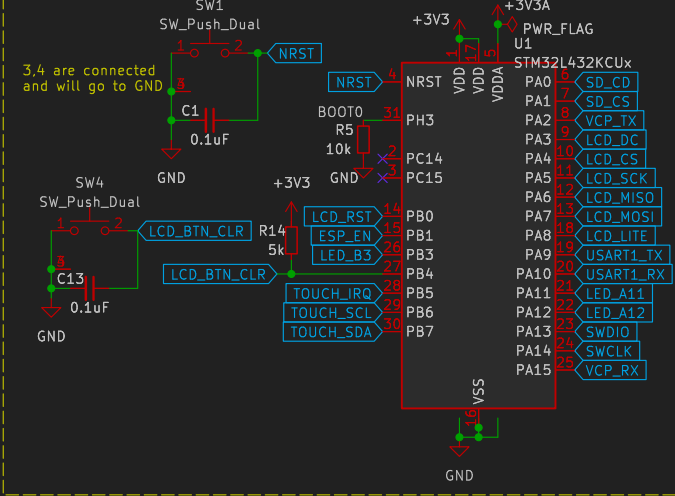 SW1
SW_Push_Dual
1 2
NRST
3,4 are connected
and will go to GND
3
C1
0.1uF
GND
SW4
SW_Push_Dual
1 2
LCD_BTN_CLR
3
C13
0.1uF
GND
+3V3
R14
5k
LCD_BTN_CLR
+3V3
+3V3A
PWR_FLAG
U1
STM32L432KCUx
1 17 5
VDD VDD VDDA
NRST 4 NRST
BOOT0 31 PH3
R5
10k
GND
2 PC14
3 PC15
LCD_RST 14 PB0
ESP_EN 15 PB1
LED_B3 26 PB3
27 PB4
TOUCH_IRQ 28 PB5
TOUCH_SCL 29 PB6
TOUCH_SDA 30 PB7
PA0 6 SD_CD
PA1 7 SD_CS
PA2 8 VCP_TX
PA3 9 LCD_DC
PA4 10 LCD_CS
PA5 11 LCD_SCK
PA6 12 LCD_MISO
PA7 13 LCD_MOSI
PA8 18 LCD_LITE
PA9 19 USART1_TX
PA10 20 USART1_RX
PA11 21 LED_A11
PA12 22 LED_A12
PA13 23 SWDIO
PA14 24 SWCLK
PA15 25 VCP_RX
VSS
16
GND